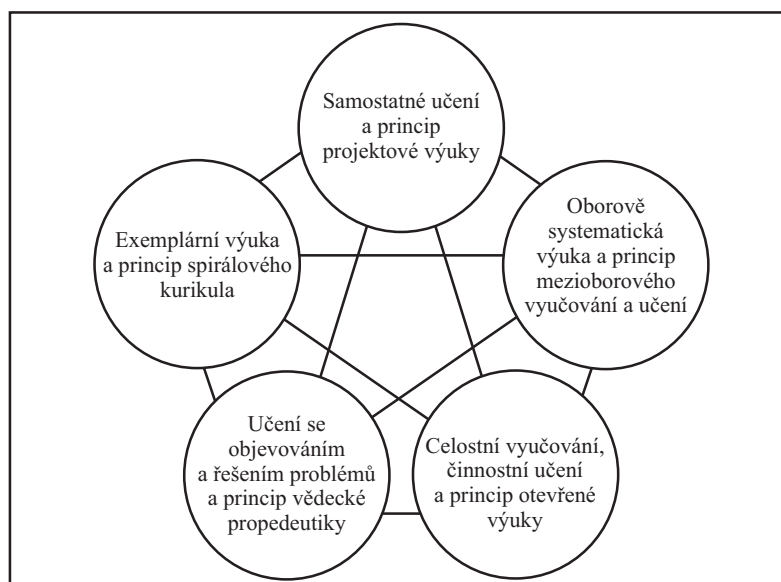 Samostatné učení
a princip
projektové výuky
Exemplární výuka
a princip spirálového
kurikula
Oborově
systematická
výuka a princip
mezioborového
vyučování a učení
Učení se
objevováním
a řešením problémů
a princip vědecké
propedeutiky
Celostní vyučování,
činnostní učení
a princip otevřené
výuky